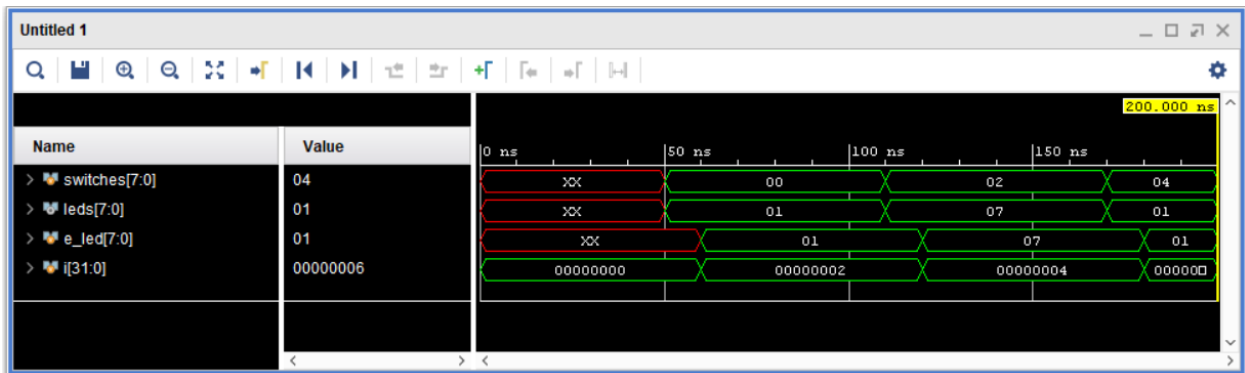 Untitled 1
200.000 ns
Name Value
0 ns 50 ns 100 ns 150 ns
switches[7:0] 04 XX 00 02 04
leds[7:0] 01 XX 01 07 01
e_led[7:0] 01 XX 01 07 01
i[31:0] 00000006 00000000 00000002 00000004 00000